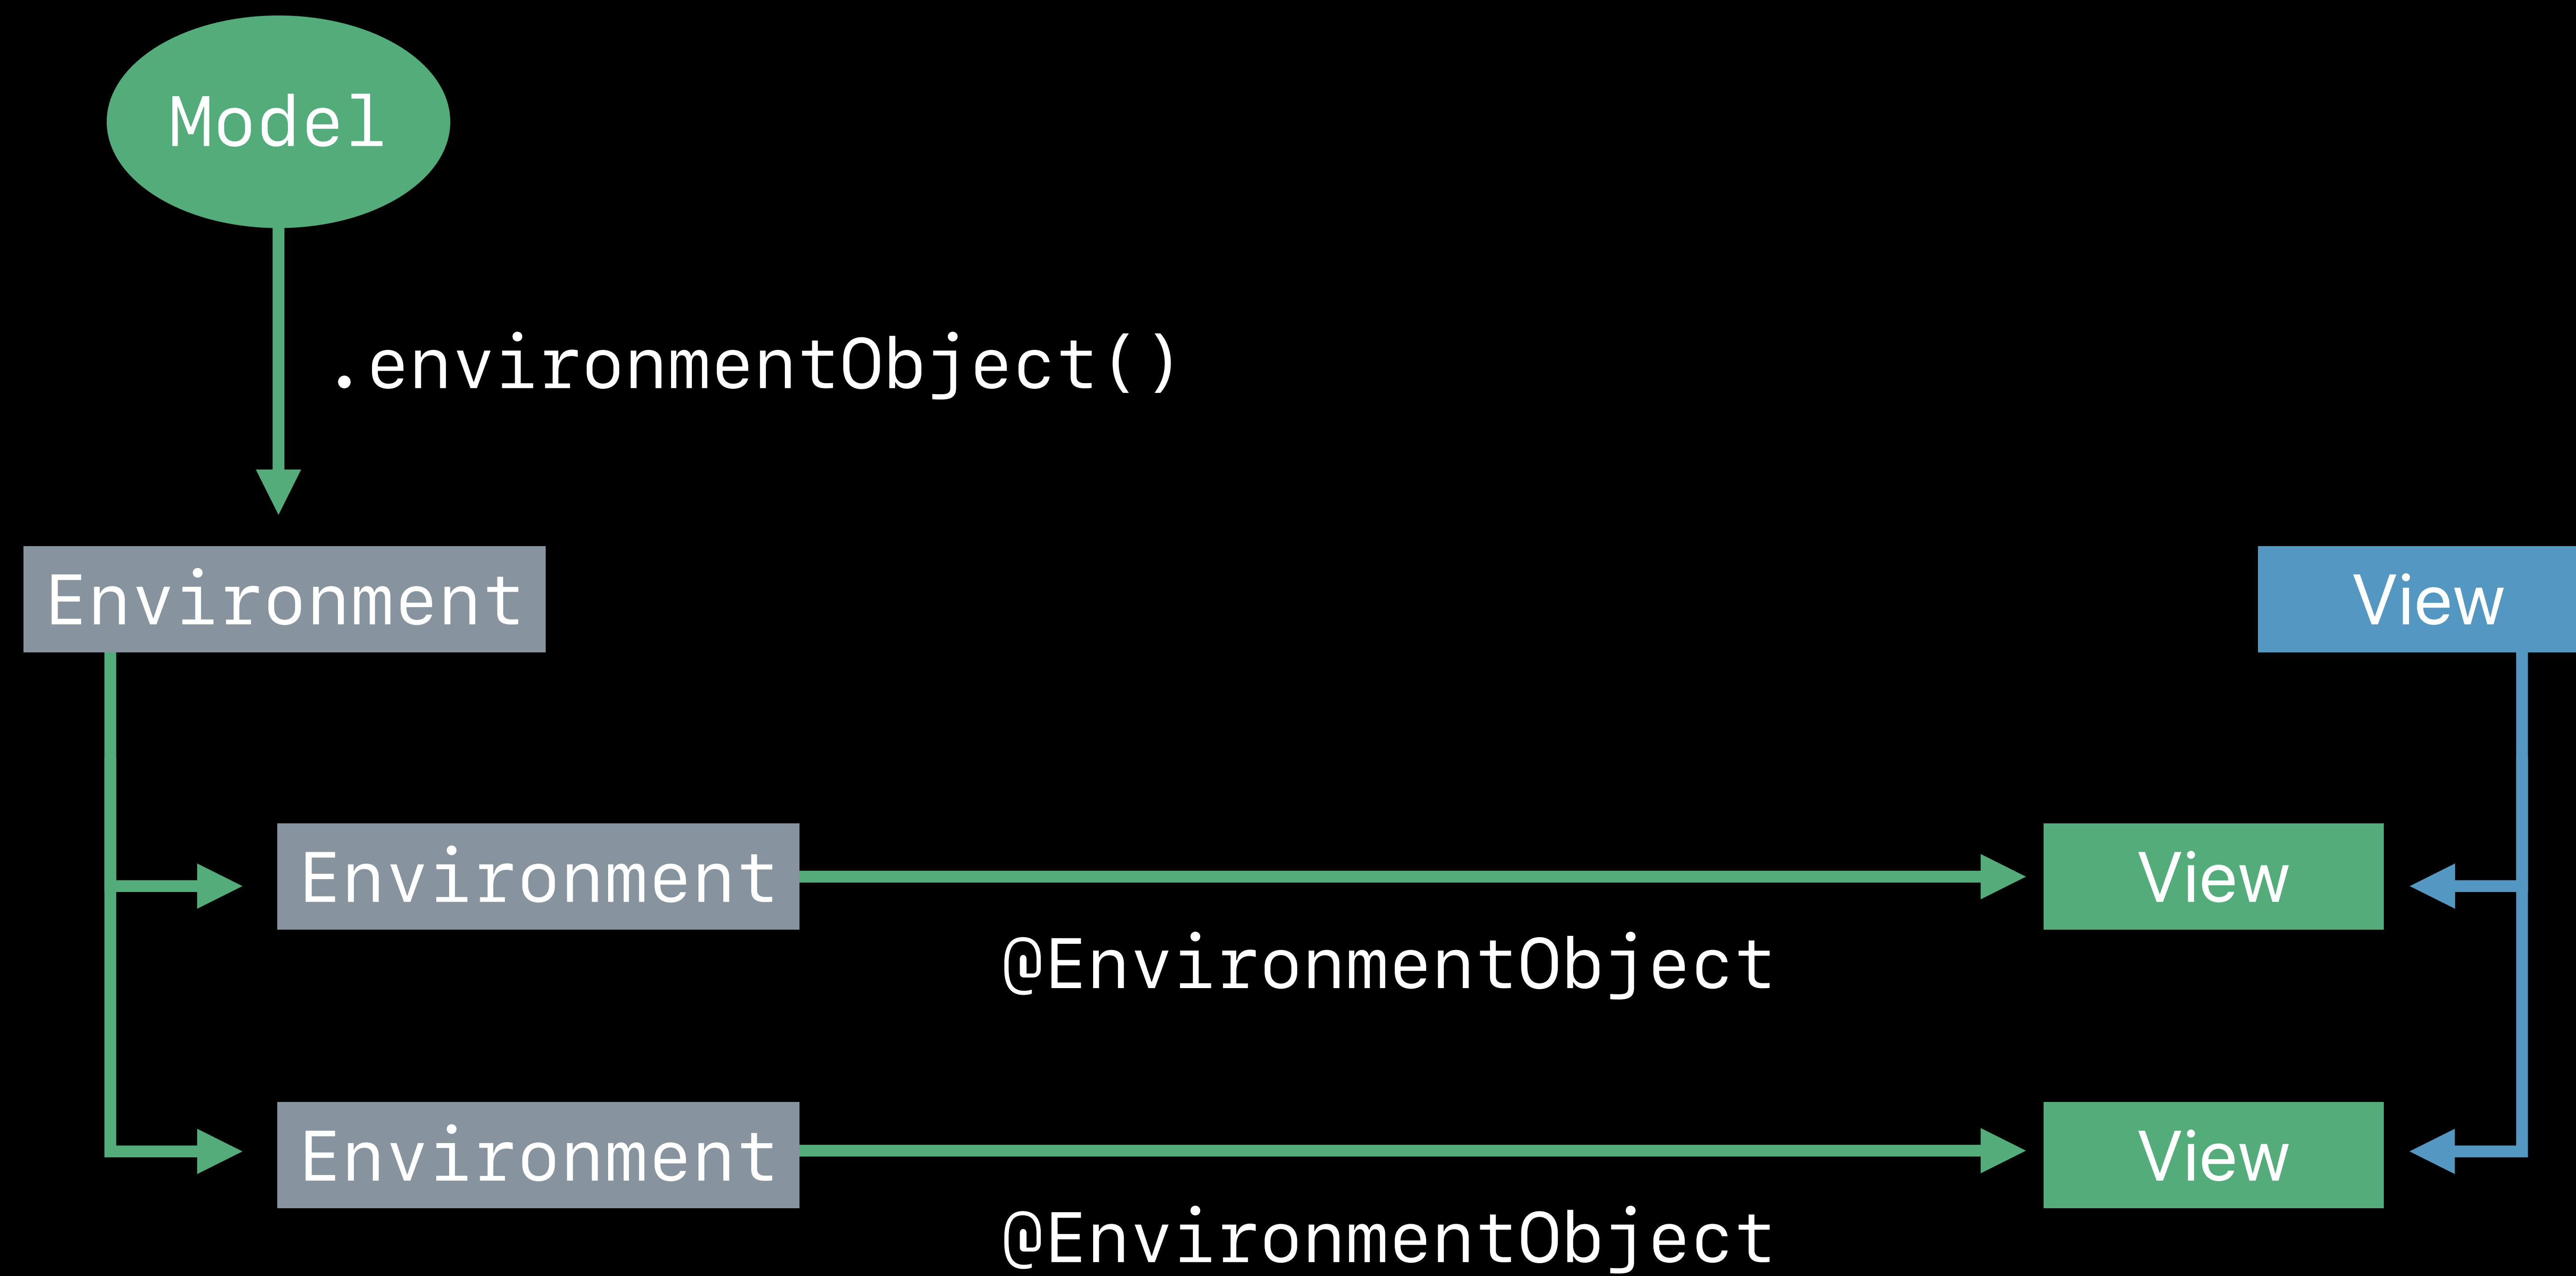 Model
.environmentObject()
Environment
View
Environment
View
@EnvironmentObject
Environment
View
@EnvironmentObject